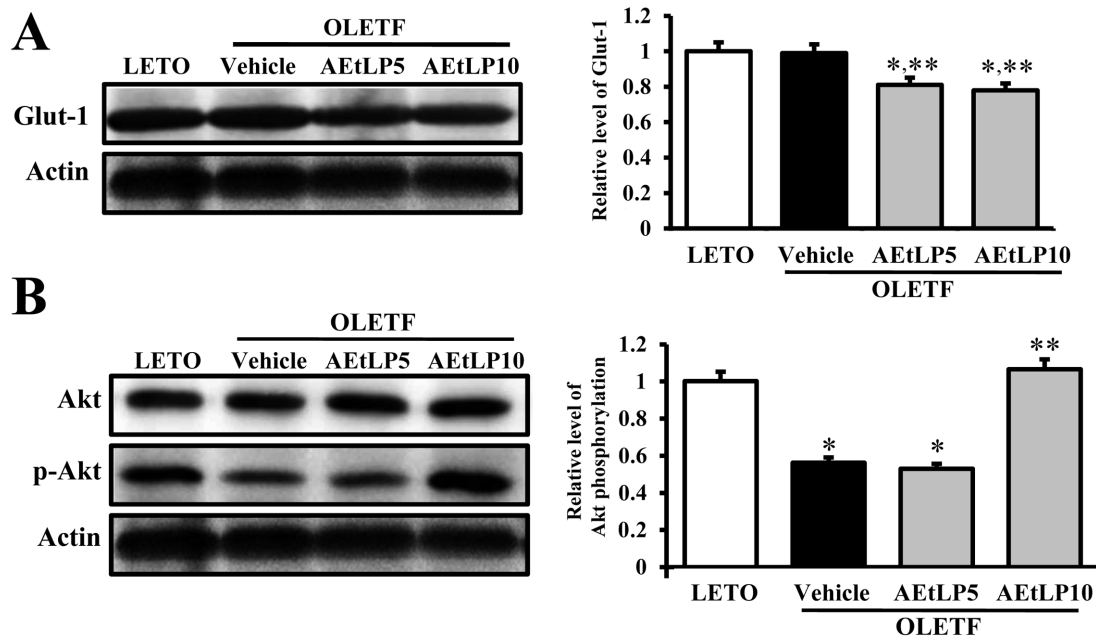 A
OLETF
LETO Vehicle AEtLP5 AEtLP10
Glut-1
Actin
Relative level of Glut-1
1.2
1
0.8
0.6
0.4
0.2
0
*,** *,**
LETO Vehicle AEtLP5 AEtLP10
OLETF
B
OLETF
LETO Vehicle AEtLP5 AEtLP10
Akt
p-Akt
Actin
Relative level of
Akt phosphorylation
1.2
1
0.8
0.6
0.4
0.2
0
* * **
LETO Vehicle AEtLP5 AEtLP10
OLETF